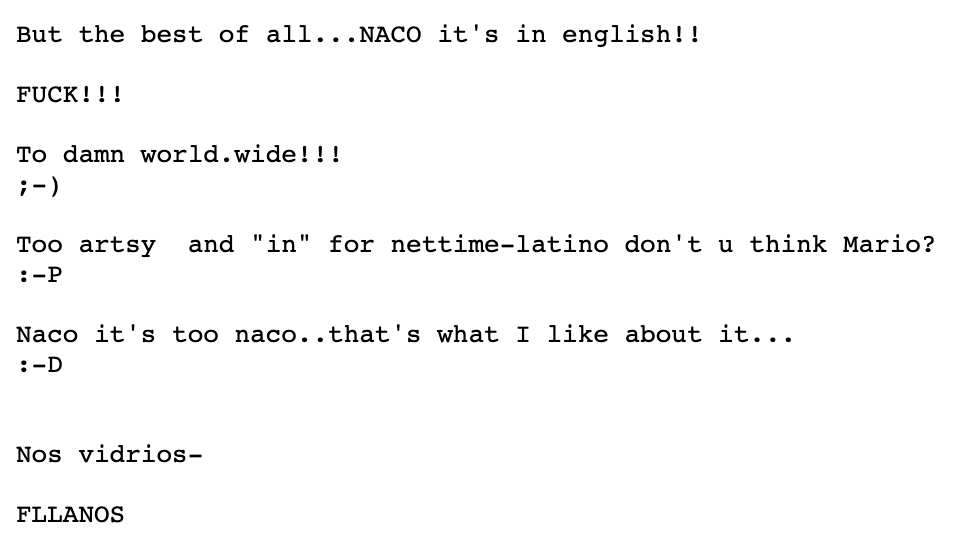 But the best of all...NACO it's in english!!
FUCK!!!
To damn world.wide!!!
;-)
Too artsy  and "in" for nettime-latino don't u think Mario?
:-P
Naco it's too naco..that's what I like about it...
:-D
Nos vidrios-
FLLANOS